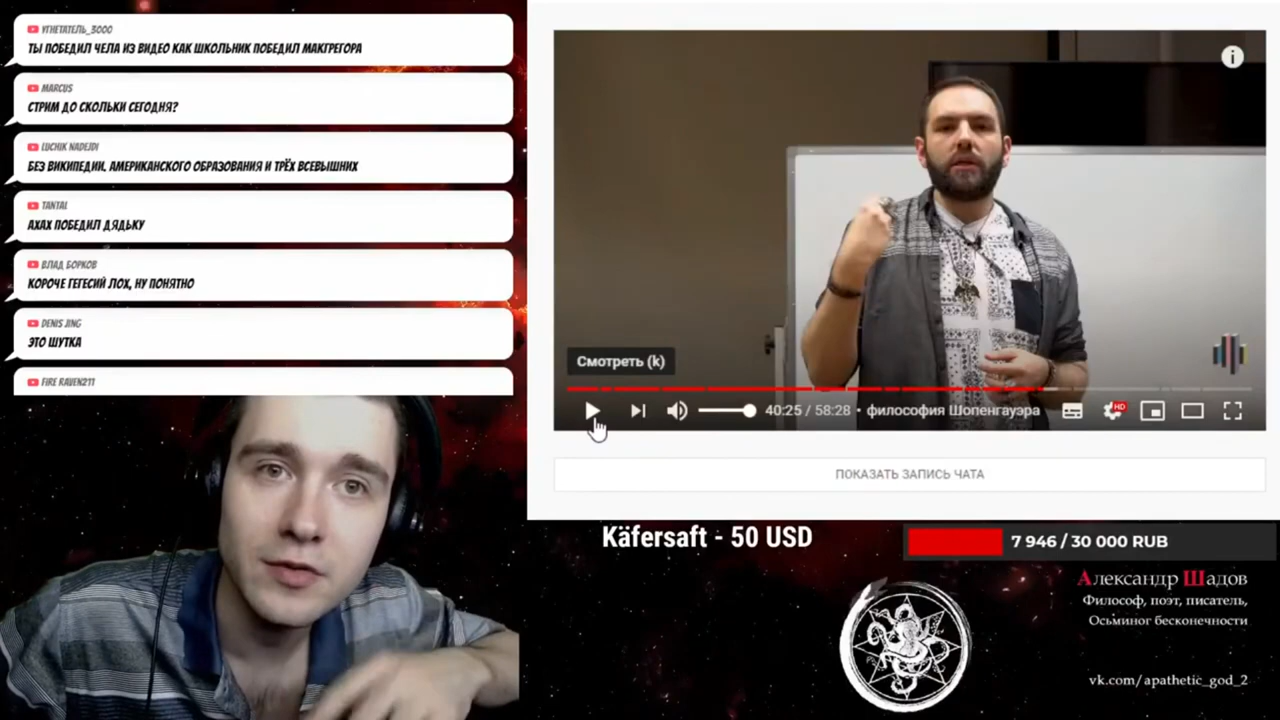 УГНЕТАТЕЛЬ_3000
ТЫ ПОБЕДИЛ ЧЕЛА ИЗ ВИДЕО КАК ШКОЛЬНИК ПОБЕДИЛ МАКГРЕГОРА
MARCUS
СТРИМ ДО СКОЛЬКИ СЕГОДНЯ?
LUCHIK NADEJDI
БЕЗ ВИКИПЕДИИ, АМЕРИКАНСКОГО ОБРАЗОВАНИЯ И ТРЁХ ВСЕВЫШНИХ
TANTAL
АХАХ ПОБЕДИЛ ДЯДЬКУ
ВЛАД БОРКОВ
КОРОЧЕ ГЕГЕСИЙ ЛОХ, НУ ПОНЯТНО
DENIS JING
ЭТО ШУТКА
FIRE RAVEN211
Смотреть (k)
40:25 / 58:28 • философия Шопенгауэра
HD
ПОКАЗАТЬ ЗАПИСЬ ЧАТА
Käfersaft - 50 USD
7 946 / 30 000 RUB
Александр Шадов
Философ, поэт, писатель,
Осьминог бесконечности
vk.com/apathetic_god_2